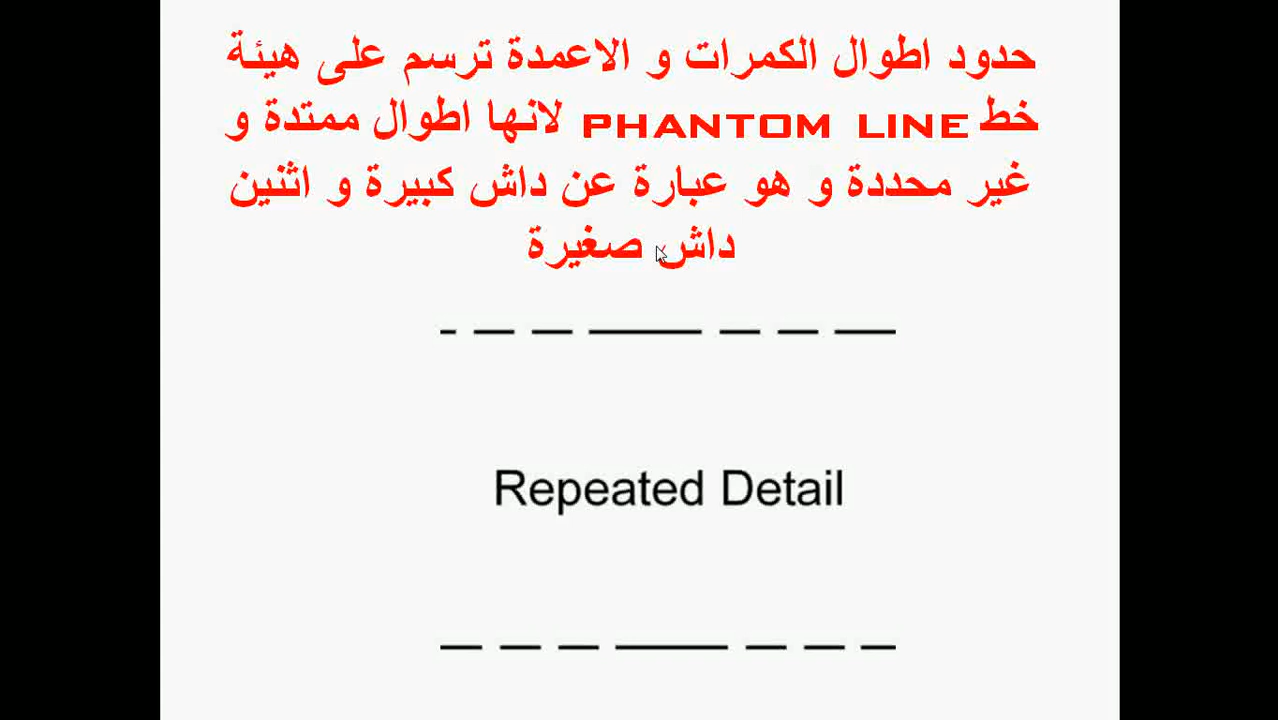 حدود اطوال الكمرات و الاعمدة ترسم على هيئة
خط PHANTOM LINE لانها اطوال ممتدة و
غير محددة و هو عبارة عن داش كبيرة و اثنين
داش صغيرة
Repeated Detail